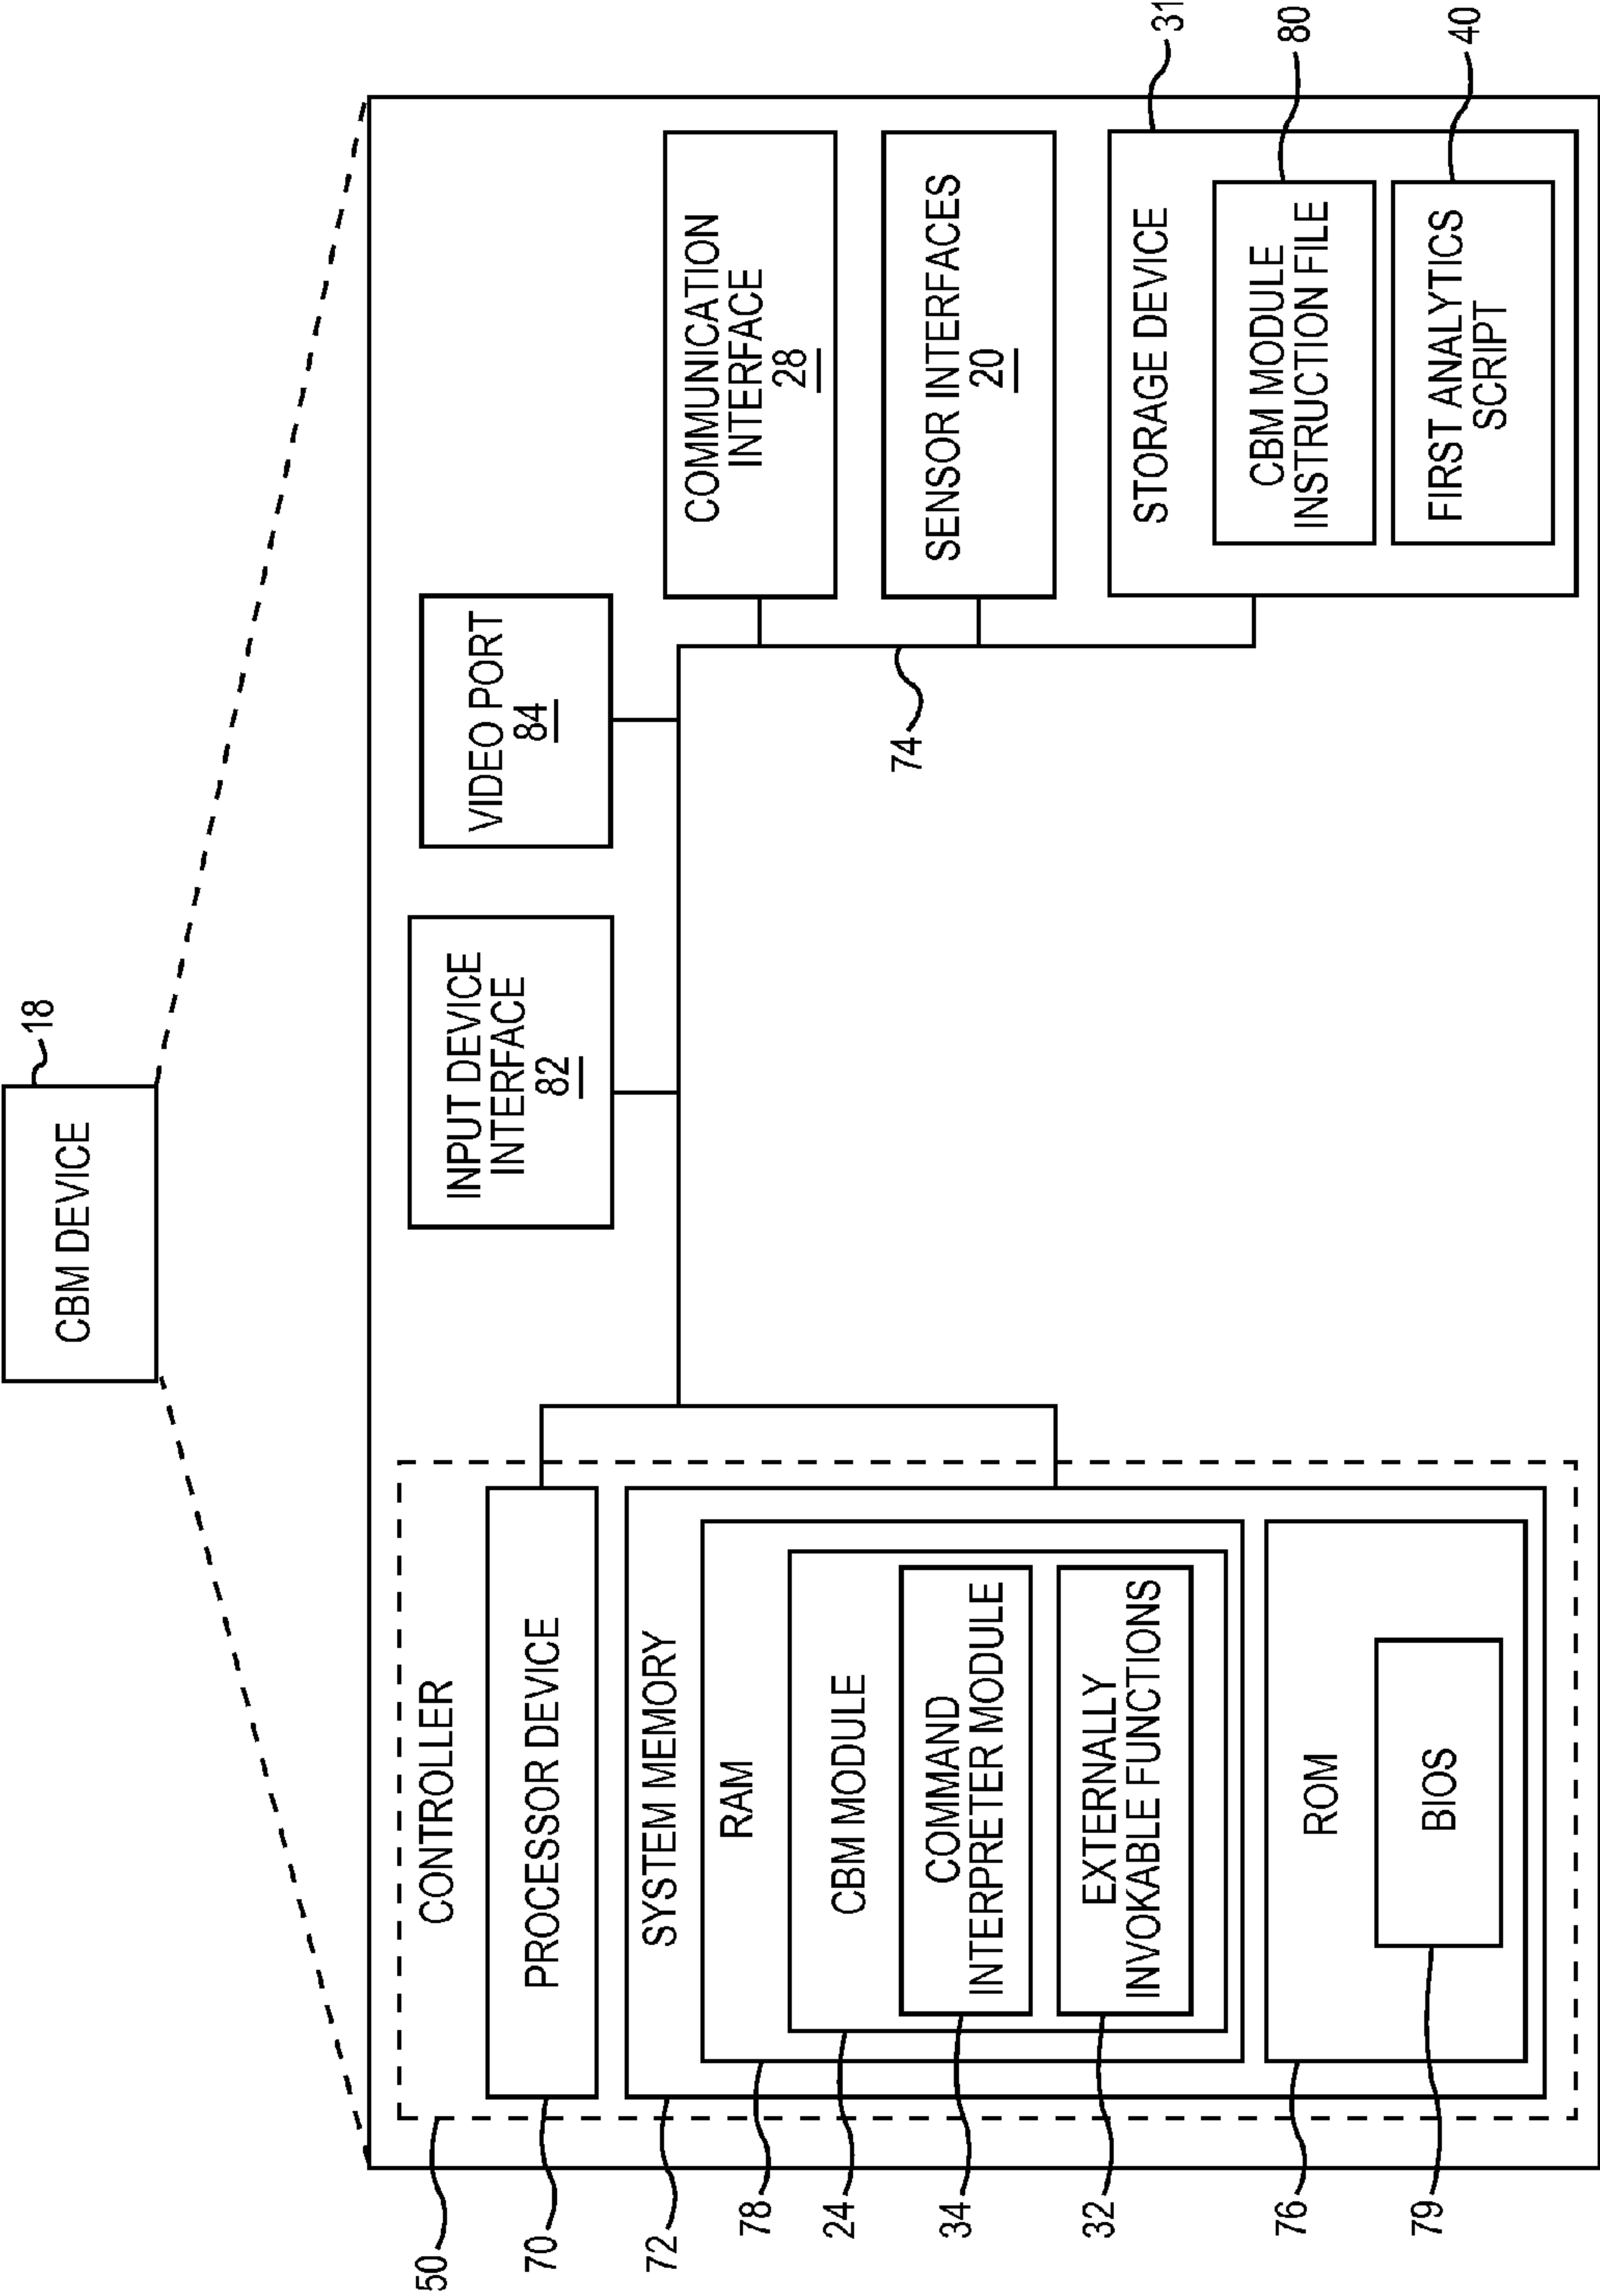 CBM DEVICE
18
CONTROLLER
50
PROCESSOR DEVICE
70
SYSTEM MEMORY
72
RAM
78
CBM MODULE
24
COMMAND
INTERPRETER MODULE
34
EXTERNALLY
INVOKABLE FUNCTIONS
32
ROM
76
BIOS
79
INPUT DEVICE
INTERFACE
82
VIDEO PORT
84
74
COMMUNICATION
INTERFACE
28
SENSOR INTERFACES
20
STORAGE DEVICE
31
CBM MODULE
INSTRUCTION FILE
80
FIRST ANALYTICS
SCRIPT
40